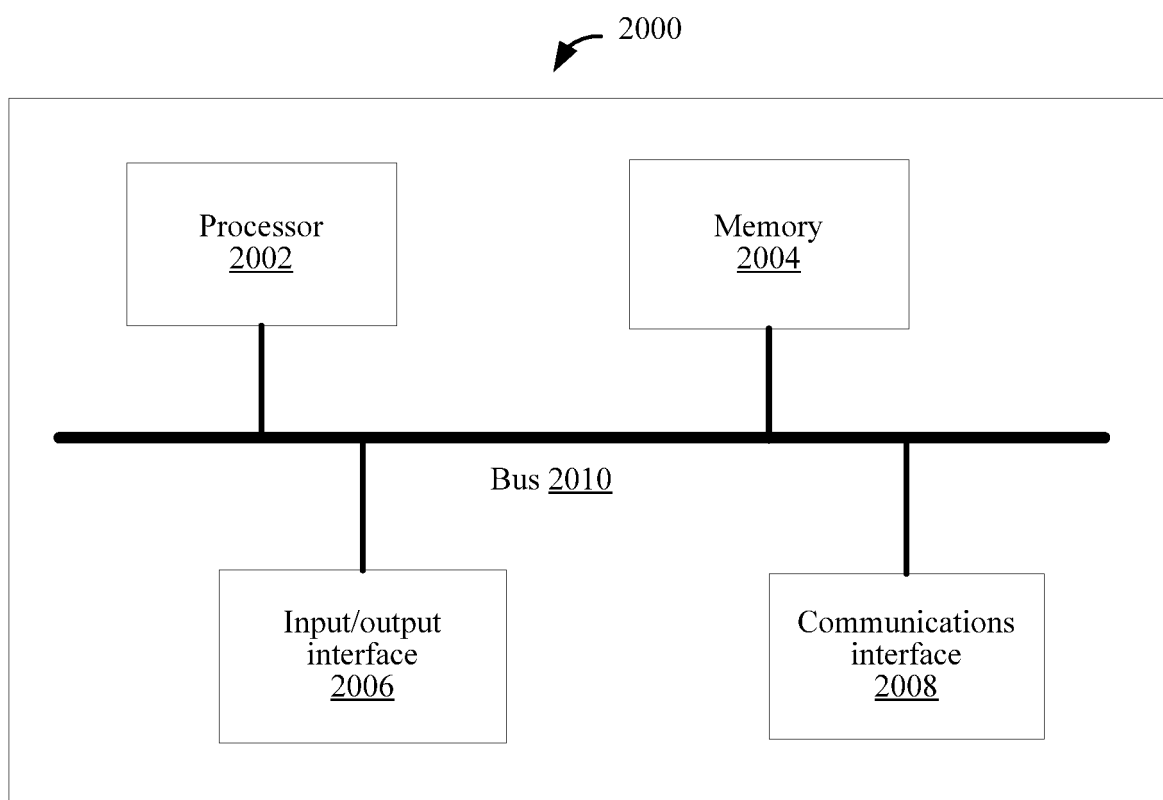 2000
Processor
2002
Memory
2004
Bus 2010
Input/output
interface
2006
Communications
interface
2008